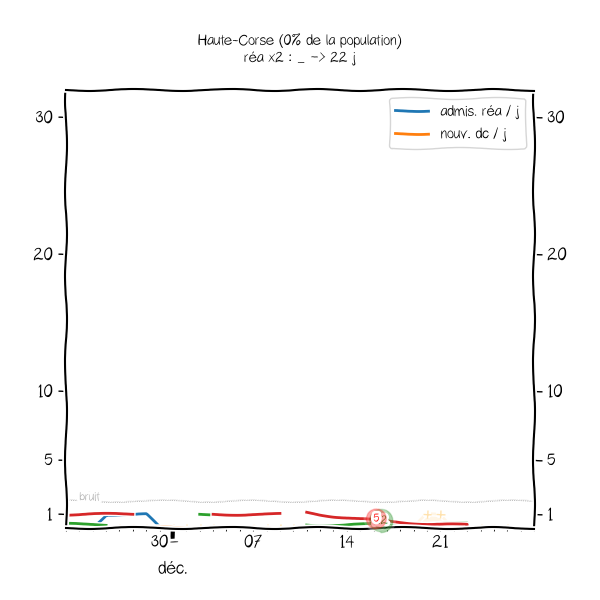 Haute-Corse (0% de la population)
réa x2 : _ -> 22 j
admis. réa / j
nouv. dc / j
30
30
20
20
10
10
5
5
bruit
1
1
52
30
07
14
21
déc.